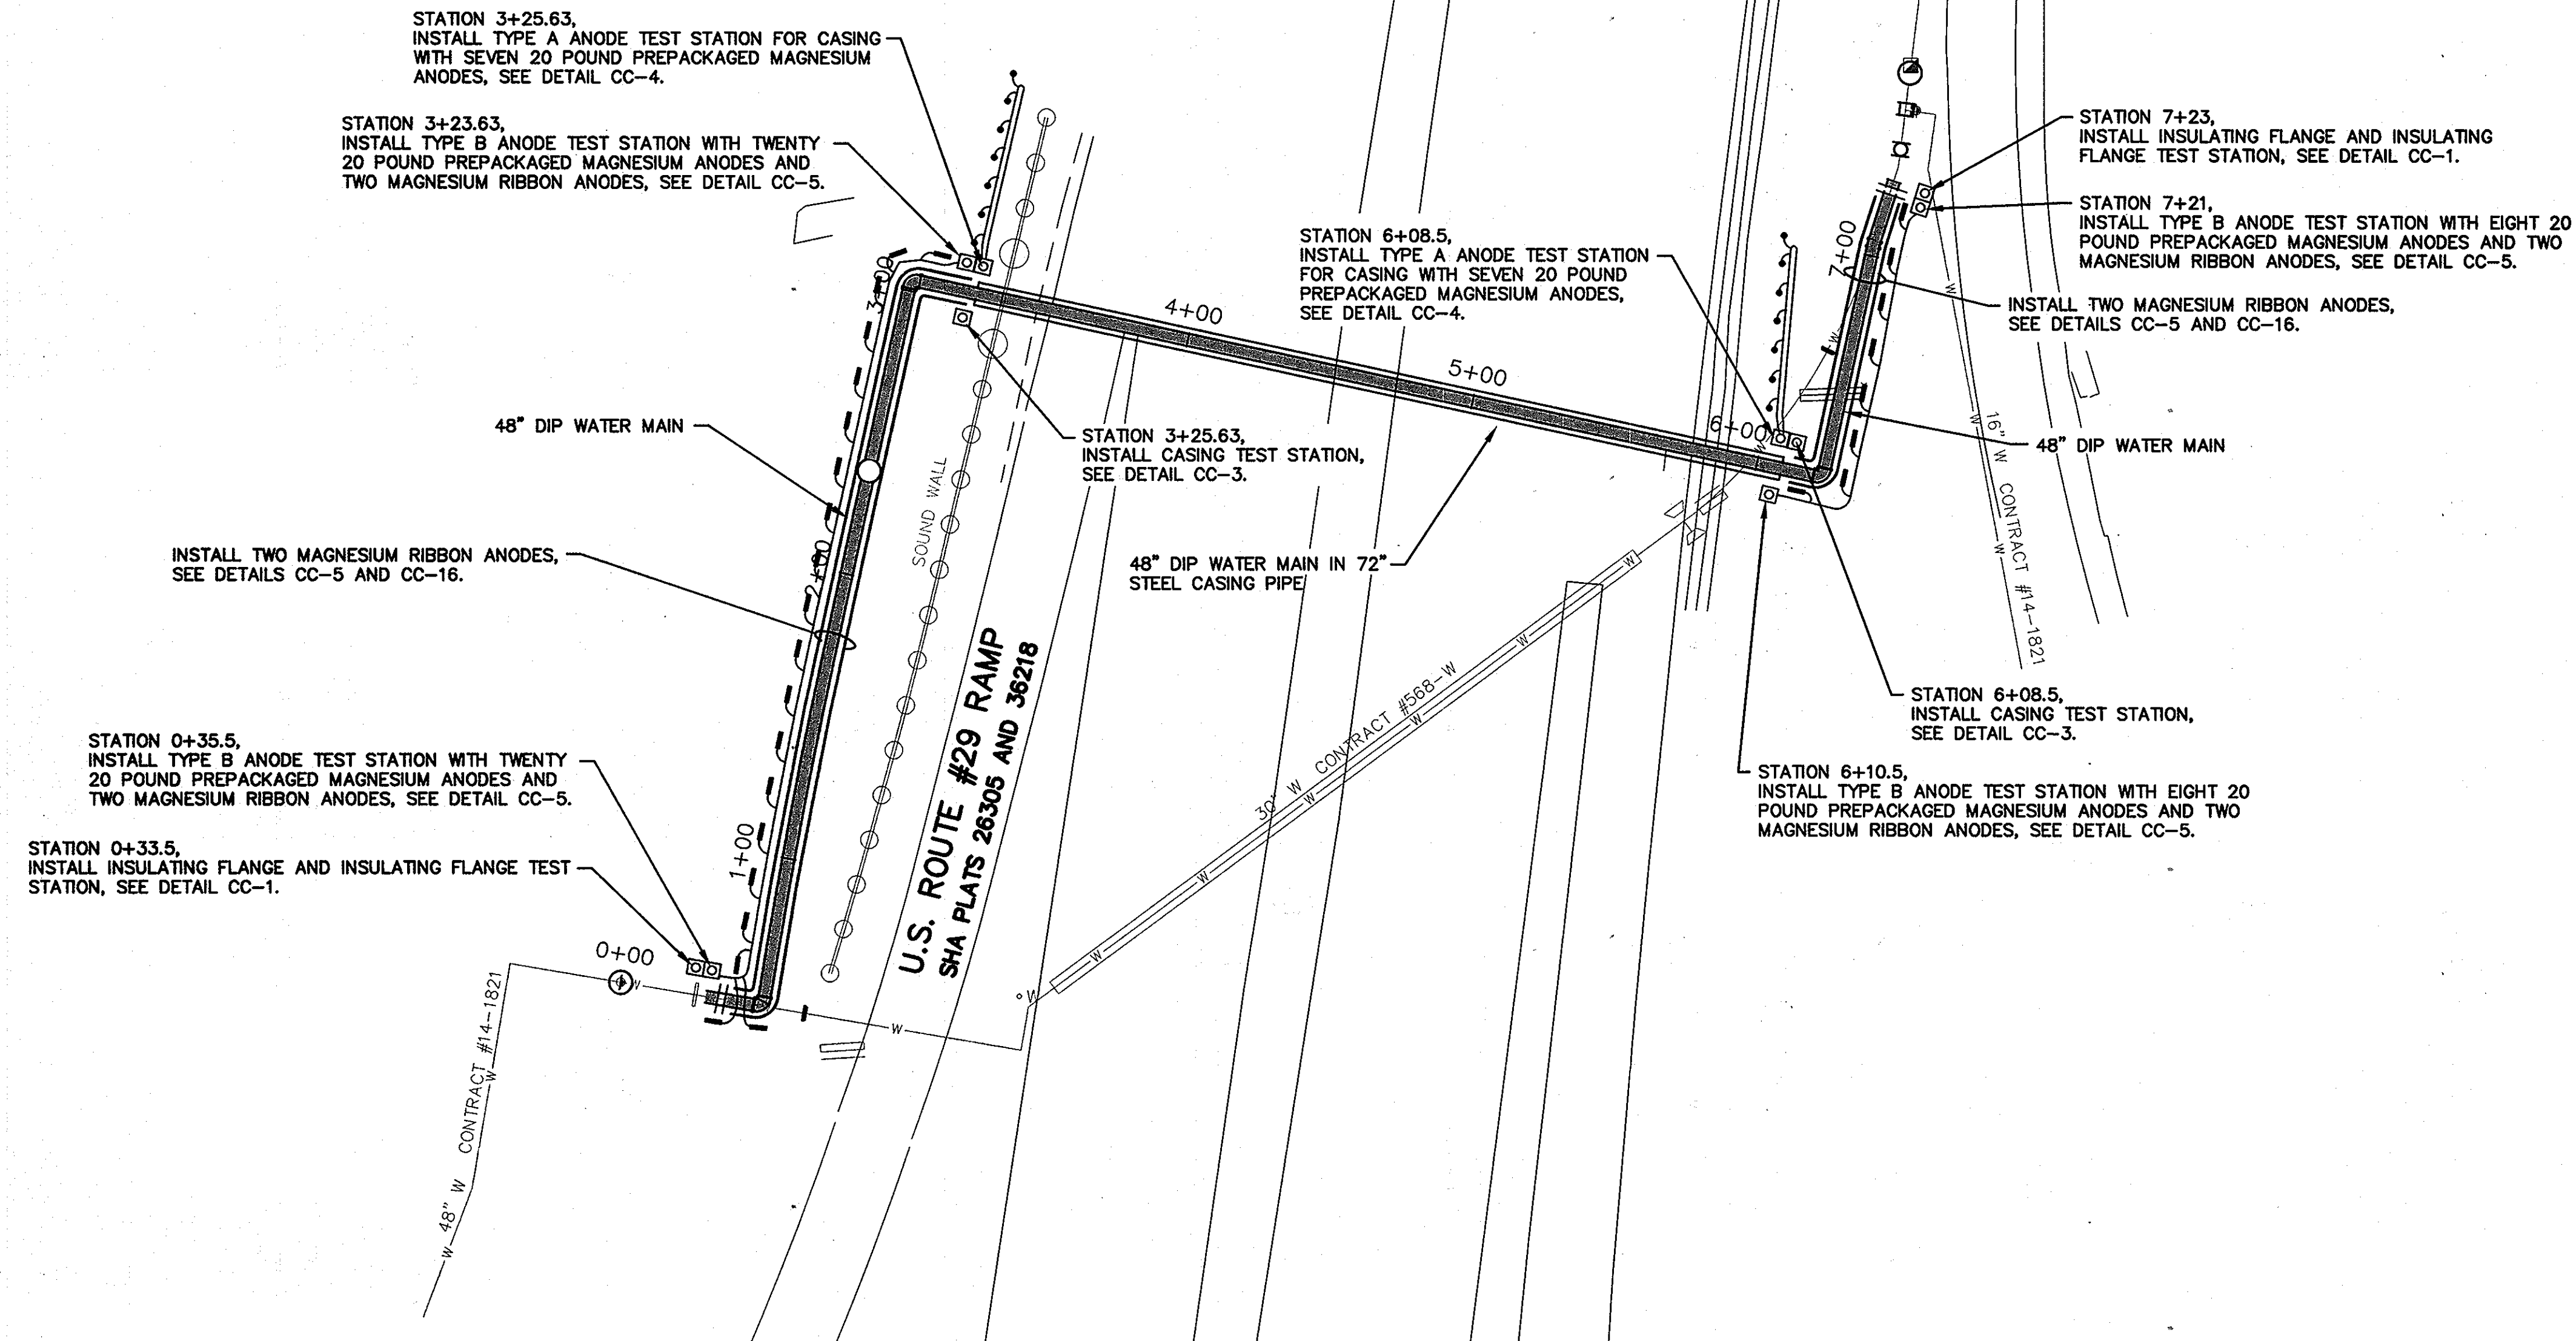 STATION 3+25.63,
INSTALL TYPE A ANODE TEST STATION FOR CASING
WITH SEVEN 20 POUND PREPACKAGED MAGNESIUM
ANODES, SEE DETAIL CC-4.
STATION 3+23.63,
INSTALL TYPE B ANODE TEST STATION WITH TWENTY
20 POUND PREPACKAGED MAGNESIUM ANODES AND
TWO MAGNESIUM RIBBON ANODES, SEE DETAIL CC-5.
STATION 7+23,
INSTALL INSULATING FLANGE AND INSULATING
FLANGE TEST STATION, SEE DETAIL CC-1.
STATION 7+21,
INSTALL TYPE B ANODE TEST STATION WITH EIGHT 20
POUND PREPACKAGED MAGNESIUM ANODES AND TWO
MAGNESIUM RIBBON ANODES, SEE DETAIL CC-5.
STATION 6+08.5,
INSTALL TYPE A ANODE TEST STATION
FOR CASING WITH SEVEN 20 POUND
PREPACKAGED MAGNESIUM ANODES,
SEE DETAIL CC-4.
INSTALL TWO MAGNESIUM RIBBON ANODES,
SEE DETAILS CC-5 AND CC-16.
7+00
3+00
4+00
5+00
6+00
48" DIP WATER MAIN
STATION 3+25.63,
INSTALL CASING TEST STATION,
SEE DETAIL CC-3.
48" DIP WATER MAIN
16" W CONTRACT #14-1821
SOUND WALL
INSTALL TWO MAGNESIUM RIBBON ANODES,
SEE DETAILS CC-5 AND CC-16.
2+00
48" DIP WATER MAIN IN 72"
STEEL CASING PIPE
U.S. ROUTE #29 RAMP
SHA PLATS 26305 AND 36218
30" W CONTRACT #568-W
STATION 6+08.5,
INSTALL CASING TEST STATION,
SEE DETAIL CC-3.
STATION 6+10.5,
INSTALL TYPE B ANODE TEST STATION WITH EIGHT 20
POUND PREPACKAGED MAGNESIUM ANODES AND TWO
MAGNESIUM RIBBON ANODES, SEE DETAIL CC-5.
STATION 0+35.5,
INSTALL TYPE B ANODE TEST STATION WITH TWENTY
20 POUND PREPACKAGED MAGNESIUM ANODES AND
TWO MAGNESIUM RIBBON ANODES, SEE DETAIL CC-5.
STATION 0+33.5,
INSTALL INSULATING FLANGE AND INSULATING FLANGE TEST
STATION, SEE DETAIL CC-1.
1+00
0+00
W
W 48" W CONTRACT #14-1821